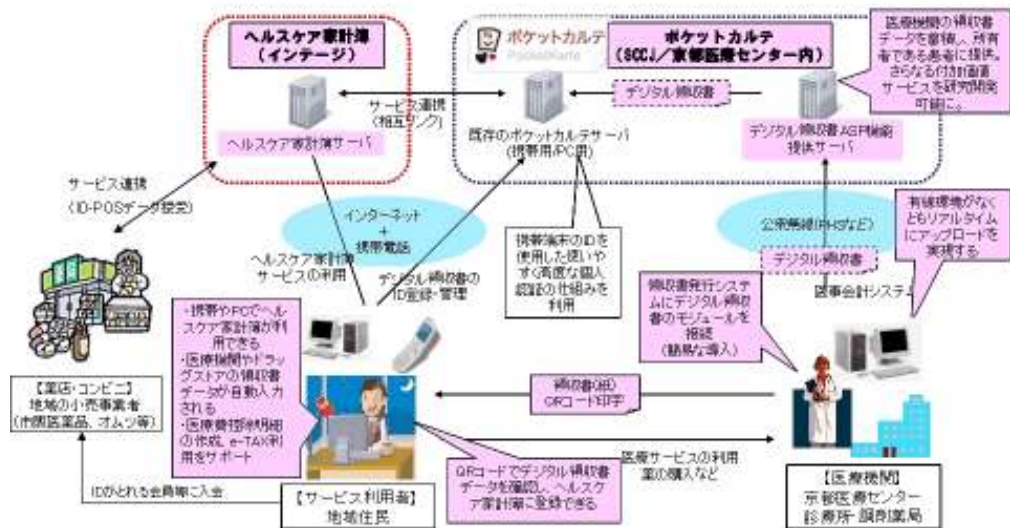 ヘルスケア家計簿
(インテージ)
ヘルスケア家計簿サーバ
サービス連携
(相互リンク)
ポケットカルテ
PocketKarte
ポケットカルテ
(SCCJ/京都医療センター内)
デジタル領収書
既存のポケットカルテサーバ
(携帯用/PC用)
デジタル領収書ASP機能
提供サーバ
医療機関の領収書
データを蓄積し、所有
者である患者に提供。
さらなる付加価値
サービスを研究開発
可能に。
サービス連携
(ID-POSデータ授受)
インターネット
+
携帯電話
ヘルスケア家計簿
サービスの利用
デジタル領収書の
ID登録・管理
携帯端末のIDを
使用した使いや
すく高度な個人
認証の仕組みを
利用
公衆無線(PHSなど)
デジタル領収書
医事会計システム
有線環境がなく
ともリアルタイム
にアップロードを
実現する
領収書発行システ
ムにデジタル領収
書のモジュールを
接続
(簡易な導入)
・携帯やPCでヘル
スケア家計簿が利
用できる
・医療機関やドラッ
グストアの領収書
データが自動入力
される
・医療費控除明細
の作成、e-TAX利
用をサポート
領収書(紙)
QRコード印字
【薬店・コンビニ】
地域の小売事業者
(市販医薬品、オムツ等)
IDがとれる会員等に入会
【サービス利用者】
地域住民
QRコードでデジタル領収書
データを確認し、ヘルスケ
ア家計簿に登録できる
医療サービスの利用
薬の購入など
【医療機関】
京都医療センター
診療所・調剤薬局